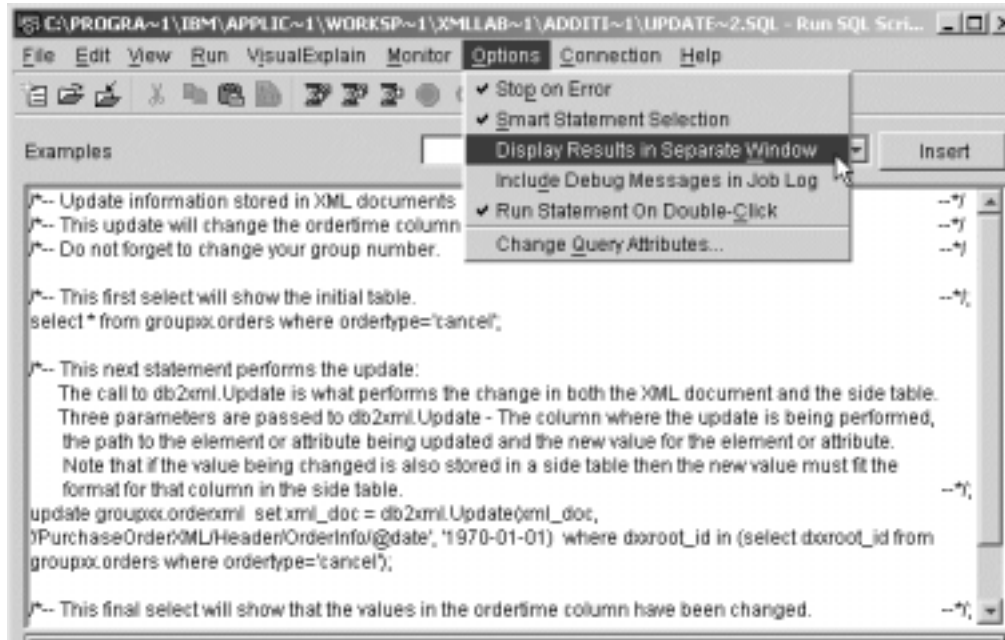 C:\PROGRA~1\IBM\APPLIC~1\WORKSP~1\XMLLAB~1\ADDITI~1\UPDATE~2.SQL - Run SQL Scri...
File Edit View Run VisualExplain Monitor Options Connection Help
Stop on Error
Smart Statement Selection
Display Results in Separate Window
Include Debug Messages in Job Log
Run Statement On Double-Click
Change Query Attributes...
Examples
Insert
/*-- Update information stored in XML documents --*/
/*-- This update will change the ordertime column --*/
/*-- Do not forget to change your group number. --*/
/*-- This first select will show the initial table. --*/;
select * from groupxx.orders where ordertype='cancel';
/*-- This next statement performs the update:
The call to db2xml.Update is what performs the change in both the XML document and the side table.
Three parameters are passed to db2xml.Update - The column where the update is being performed,
the path to the element or attribute being updated and the new value for the element or attribute.
Note that if the value being changed is also stored in a side table then the new value must fit the
format for that column in the side table. --*/;
update groupxx.orderxml set xml_doc = db2xml.Update(xml_doc,
'/PurchaseOrderXML/Header/OrderInfo/@date', '1970-01-01) where dxxroot_id in (select dxxroot_id from
groupxx.orders where ordertype='cancel');
/*-- This final select will show that the values in the ordertime column have been changed. --*/;